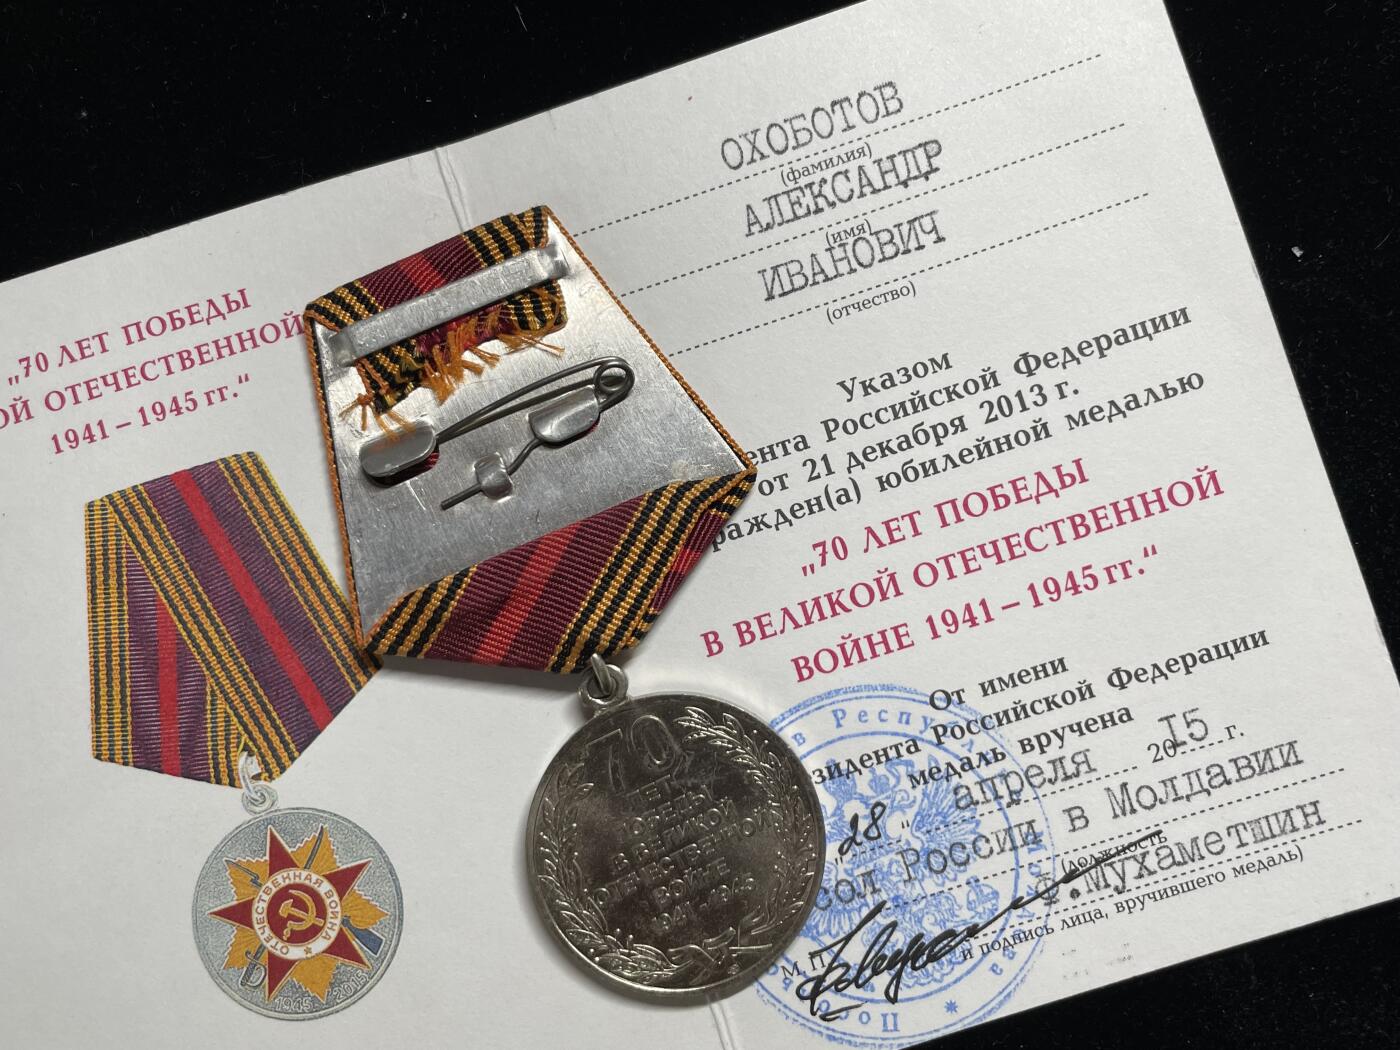 „70 ЛЕТ ПОБЕДЫ
ОЙ ОТЕЧЕСТВЕННОЙ
1941 – 1945 гг.“
ОТЕЧЕСТВЕННАЯ ВОЙНА
1945 2015
ОХОБОТОВ
(фамилия)
АЛЕКСАНДР
(имя)
ИВАНОВИЧ
(отчество)
Указом
ента Российской Федерации
от 21 декабря 2013 г.
ражден(а) юбилейной медалью
„70 ЛЕТ ПОБЕДЫ
В ВЕЛИКОЙ ОТЕЧЕСТВЕННОЙ
ВОЙНЕ 1941 – 1945 гг.“
От имени
зидента Российской Федерации
медаль вручена
„28“ апреля 2015 г.
сол России в Молдавии
(должность
Ф.Мухаметшин
М. П.
и подпись лица, вручившего медаль)
70
ЛЕТ
ПОБЕДЫ
В ВЕЛИКОЙ
ОТЕЧЕСТВЕННОЙ
ВОЙНЕ
1941-1945
в Республ
Посольс